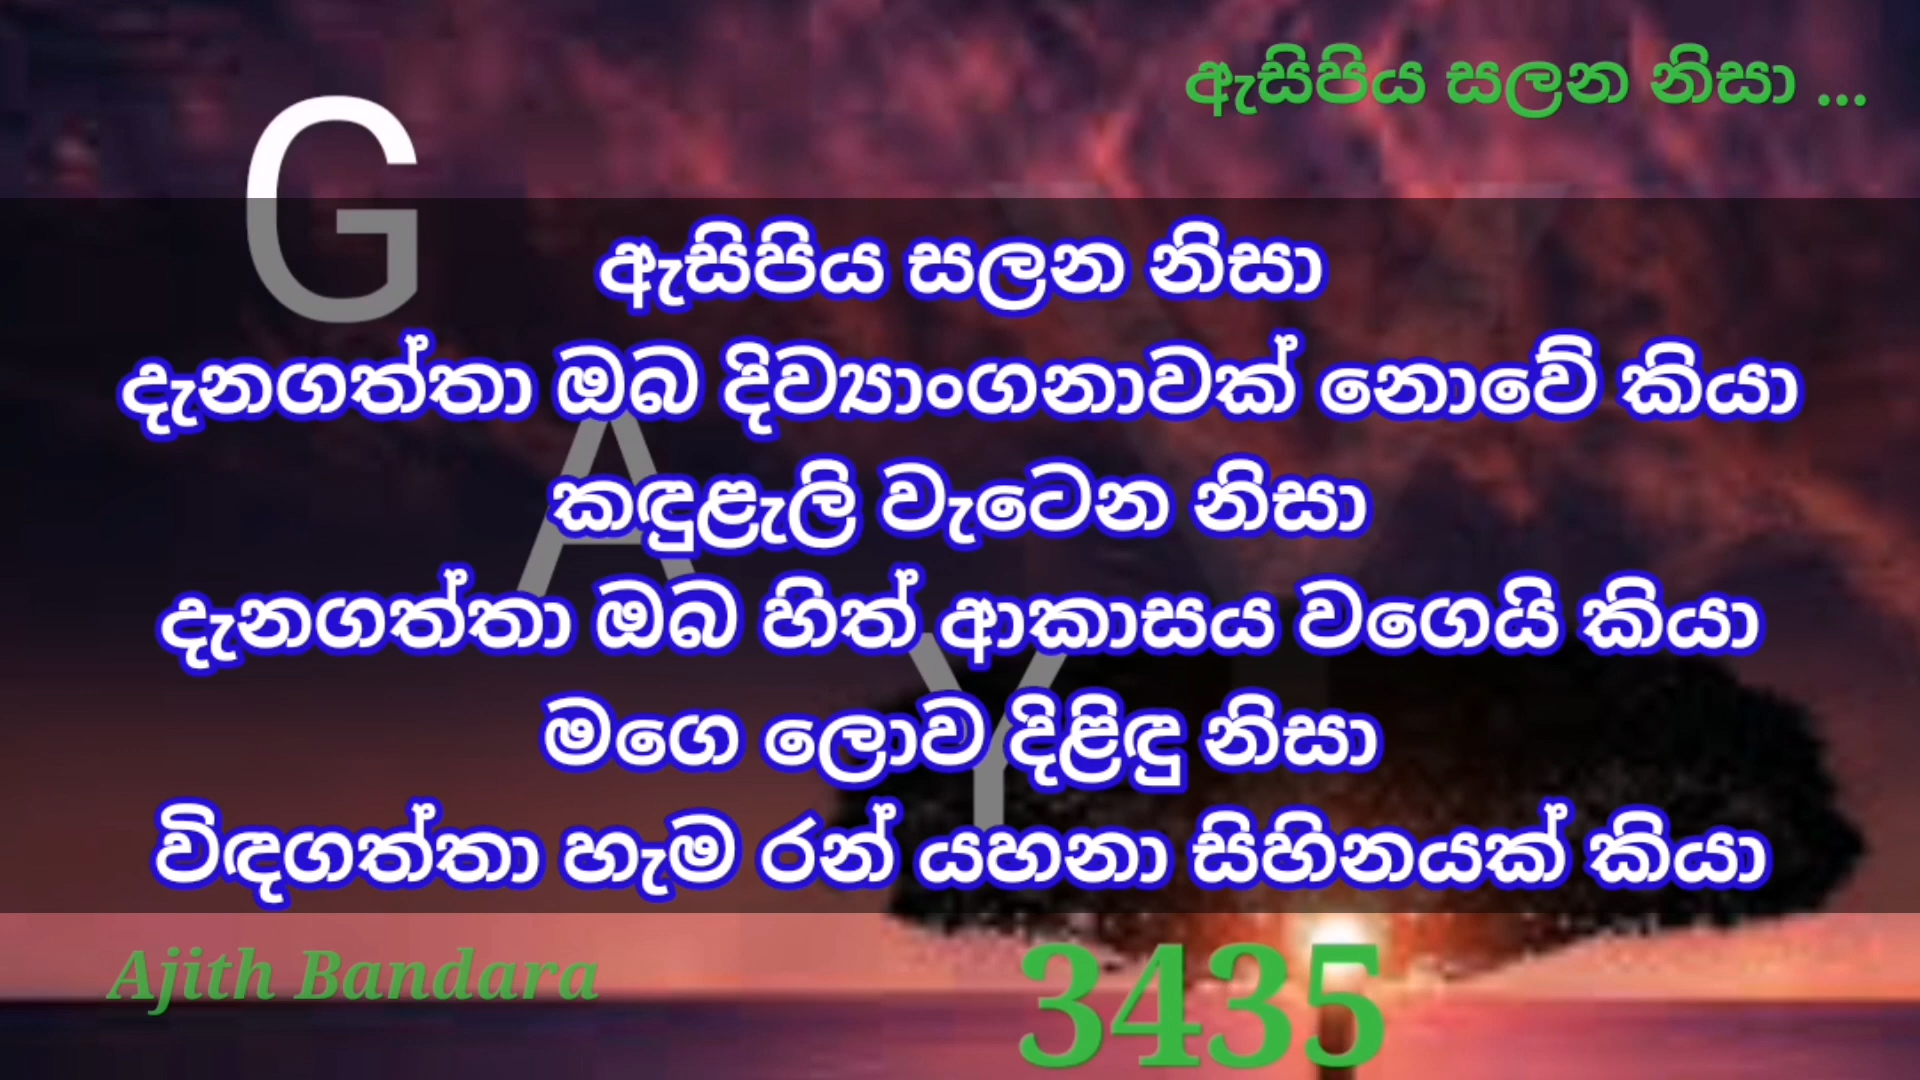 ඇසිපිය සලන නිසා ...
G
ඇසිපිය සලන නිසා
දැනගත්තා ඔබ දිව්‍යාංගනාවක් නොවේ කියා
A
කඳුළැලි වැටෙන නිසා
දැනගත්තා ඔබ හිත් ආකාසය වගෙයි කියා
Y
මගෙ ලොව දිළිඳු නිසා
විඳගත්තා හැම රන් යහනා සිහිනයක් කියා
Ajith Bandara
3435